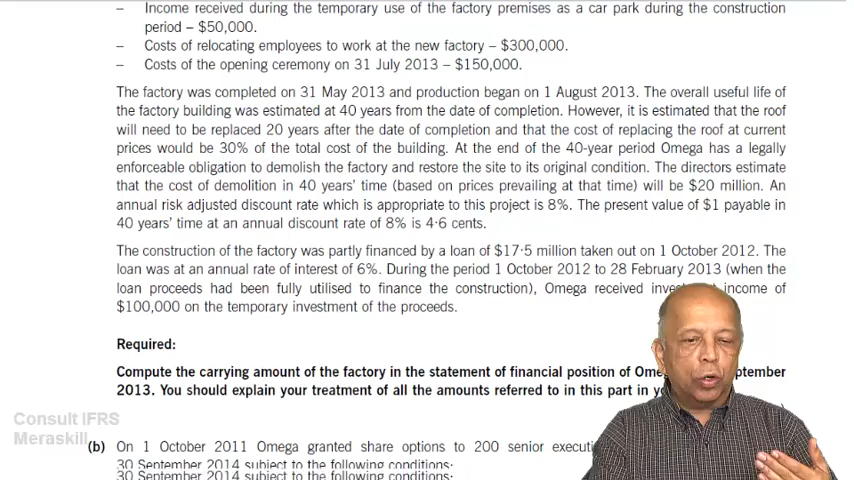 – Income received during the temporary use of the factory premises as a car park during the construction
period – $50,000.
– Costs of relocating employees to work at the new factory – $300,000.
– Costs of the opening ceremony on 31 July 2013 – $150,000.
The factory was completed on 31 May 2013 and production began on 1 August 2013. The overall useful life of
the factory building was estimated at 40 years from the date of completion. However, it is estimated that the roof
will need to be replaced 20 years after the date of completion and that the cost of replacing the roof at current
prices would be 30% of the total cost of the building. At the end of the 40-year period Omega has a legally
enforceable obligation to demolish the factory and restore the site to its original condition. The directors estimate
that the cost of demolition in 40 years' time (based on prices prevailing at that time) will be $20 million. An
annual risk adjusted discount rate which is appropriate to this project is 8%. The present value of $1 payable in
40 years' time at an annual discount rate of 8% is 4·6 cents.
The construction of the factory was partly financed by a loan of $17·5 million taken out on 1 October 2012. The
loan was at an annual rate of interest of 6%. During the period 1 October 2012 to 28 February 2013 (when the
loan proceeds had been fully utilised to finance the construction), Omega received income of
$100,000 on the temporary investment of the proceeds.
Required:
Compute the carrying amount of the factory in the statement of financial position of
2013. You should explain your treatment of all the amounts referred to in this part in
Consult IFRS
Meraskill
(b) On 1 October 2011 Omega granted share options to 200 senior
30 September 2014 subject to the following conditions:
30 September 2014 subject to the following conditions: